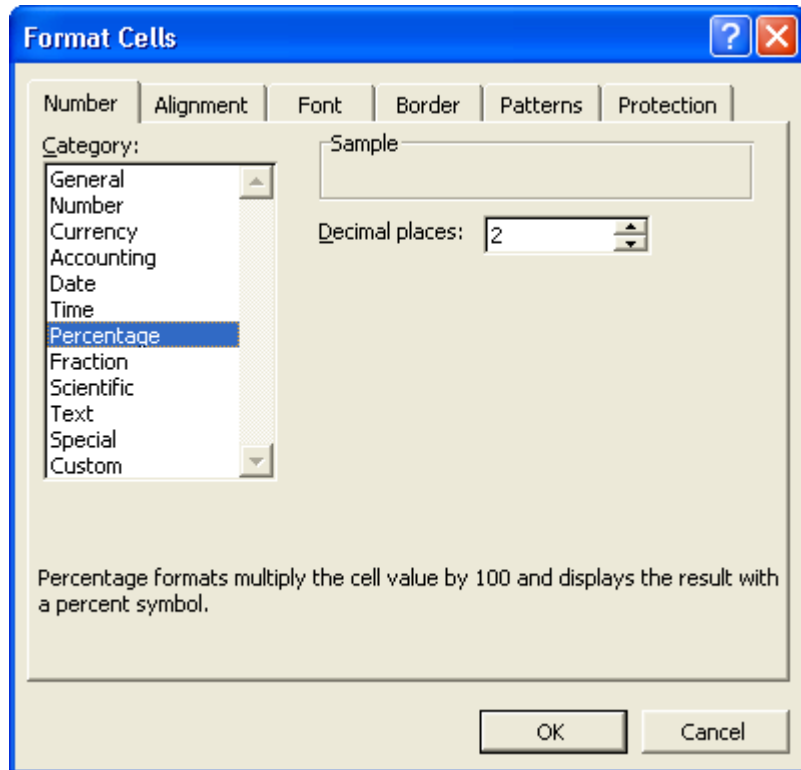 Format Cells
?
Number Alignment Font Border Patterns Protection
Category:
General
Number
Currency
Accounting
Date
Time
Percentage
Fraction
Scientific
Text
Special
Custom
Sample
Decimal places: 2
Percentage formats multiply the cell value by 100 and displays the result with
a percent symbol.
OK Cancel